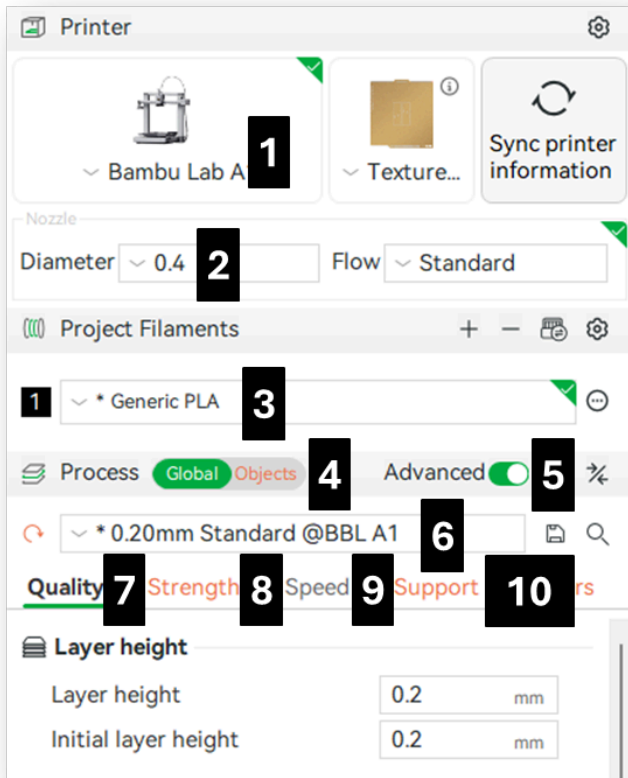 Printer
Bambu Lab A 1
Texture...
Sync printer
information
Nozzle
Diameter 0.4 2 Flow Standard
Project Filaments
1 * Generic PLA 3
Process Global Objects 4 Advanced 5
* 0.20mm Standard @BBL A1 6
Quality 7 Strength 8 Speed 9 Support 10 rs
Layer height
Layer height 0.2 mm
Initial layer height 0.2 mm